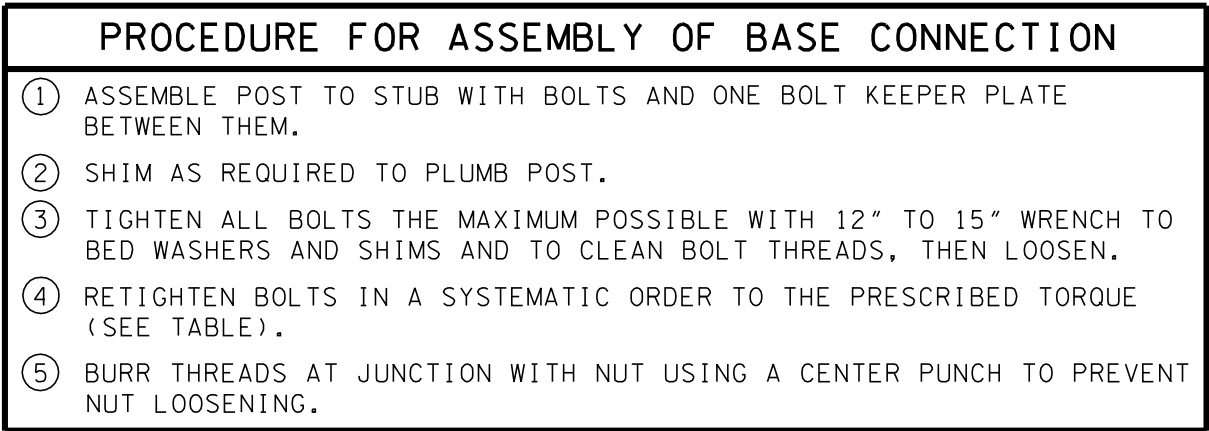 PROCEDURE FOR ASSEMBLY OF BASE CONNECTION
1 ASSEMBLE POST TO STUB WITH BOLTS AND ONE BOLT KEEPER PLATE
BETWEEN THEM.
2 SHIM AS REQUIRED TO PLUMB POST.
3 TIGHTEN ALL BOLTS THE MAXIMUM POSSIBLE WITH 12" TO 15" WRENCH TO
BED WASHERS AND SHIMS AND TO CLEAN BOLT THREADS, THEN LOOSEN.
4 RETIGHTEN BOLTS IN A SYSTEMATIC ORDER TO THE PRESCRIBED TORQUE
(SEE TABLE).
5 BURR THREADS AT JUNCTION WITH NUT USING A CENTER PUNCH TO PREVENT
NUT LOOSENING.